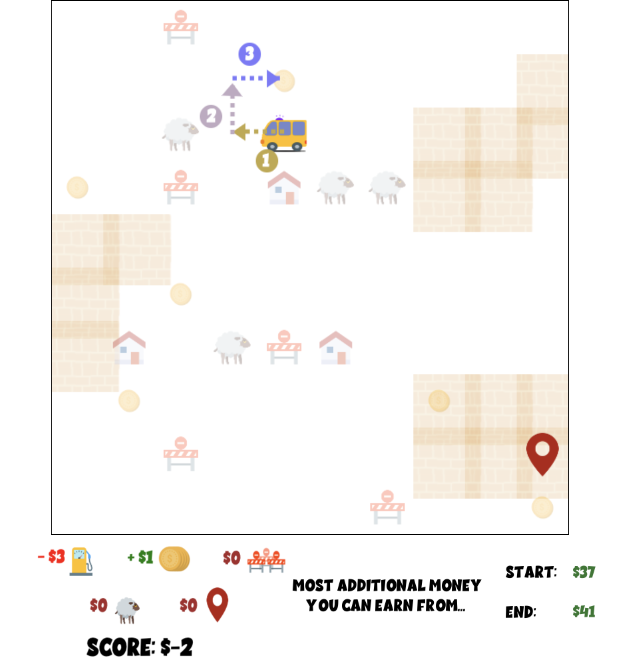 3
2
1
- $3
+ $1
$0
$0
$0
MOST ADDITIONAL MONEY
YOU CAN EARN FROM...
START: $37
END: $41
SCORE: $-2